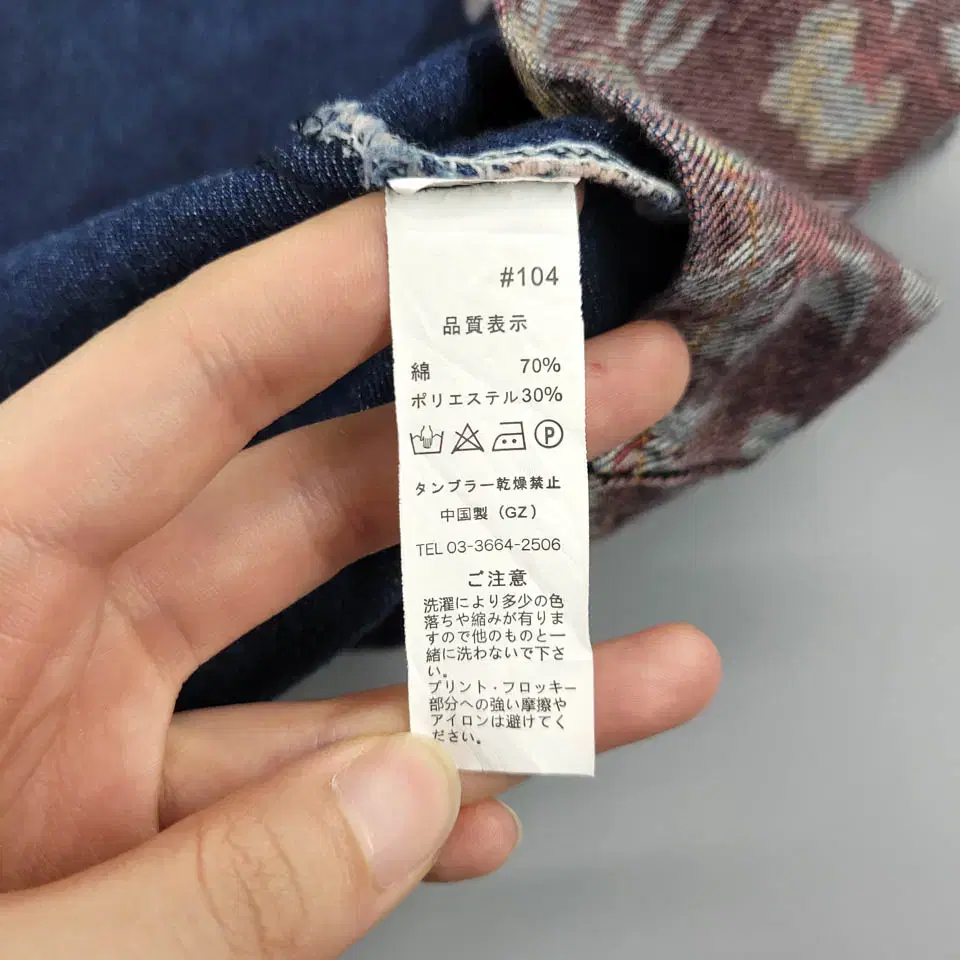 #104
品質表示
綿 70%
ポリエステル 30%
P
タンブラー乾燥禁止
中国製 (GZ)
TEL 03-3664-2506
ご注意
洗濯により多少の色
落ちや縮みが有りま
すので他のものと一
緒に洗わないで下さ
い。
プリント・フロッキー
部分への強い摩擦や
アイロンは避けてく
ださい。